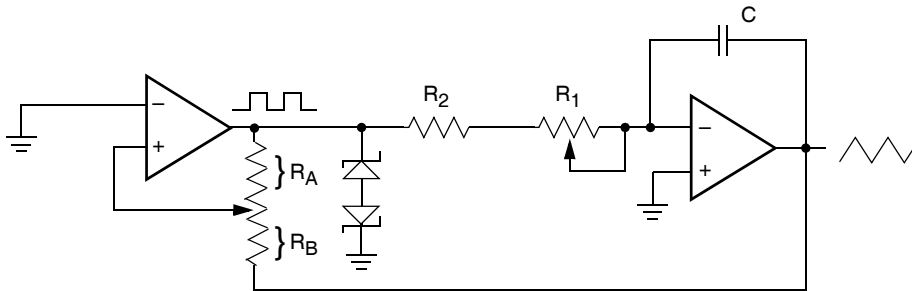 C
R2
R1
–
+
–
+
} RA
} RB